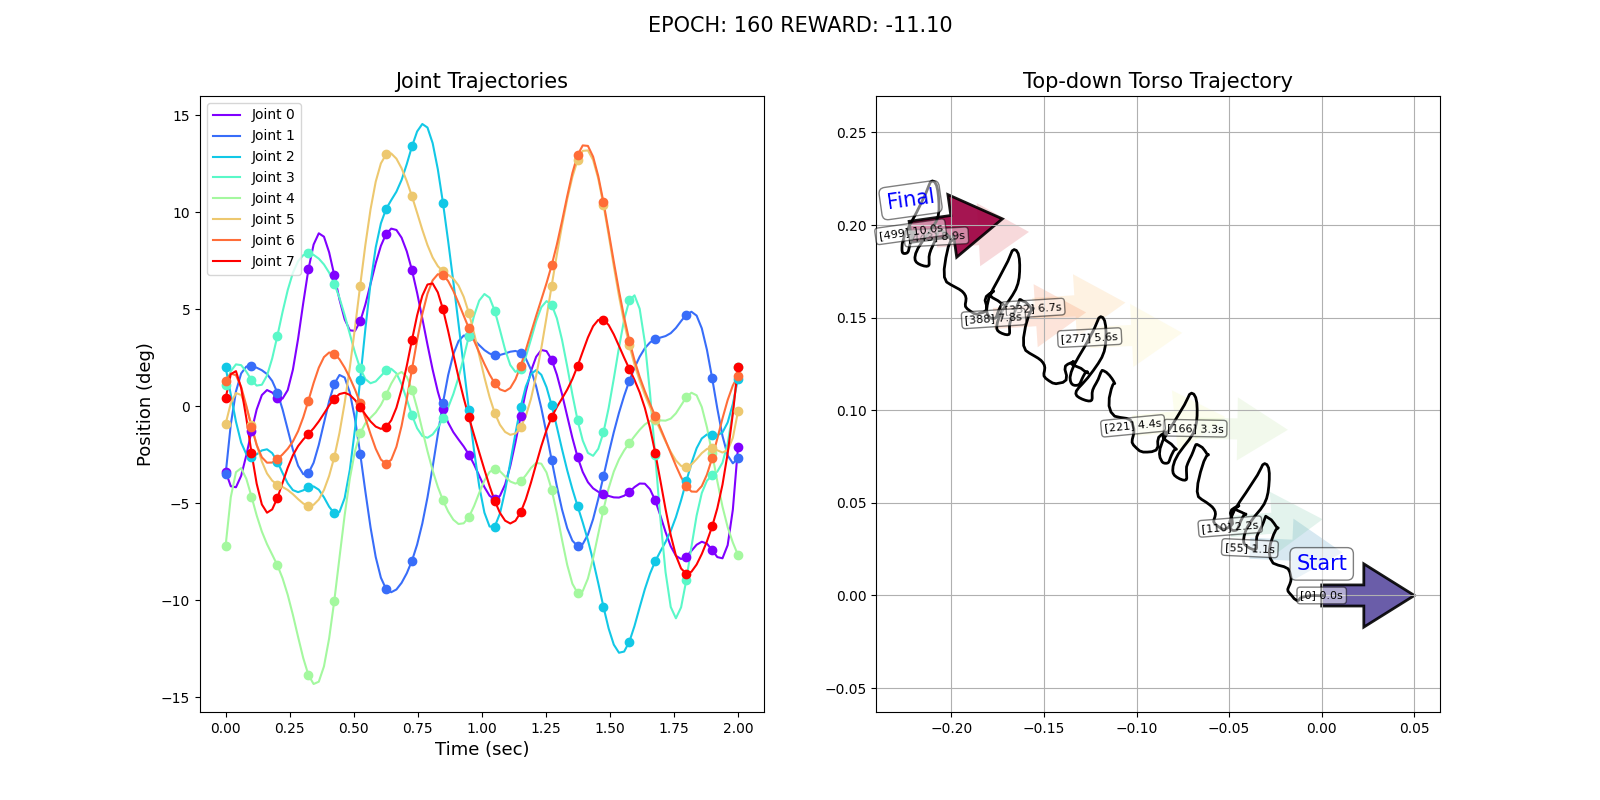 EPOCH: 160 REWARD: -11.10
Joint Trajectories
Position (deg)
15
10
5
0
−5
−10
−15
Joint 0
Joint 1
Joint 2
Joint 3
Joint 4
Joint 5
Joint 6
Joint 7
0.00 0.25 0.50 0.75 1.00 1.25 1.50 1.75 2.00
Time (sec)
Top-down Torso Trajectory
0.25
0.20
0.15
0.10
0.05
0.00
−0.05
Final
[499] 10.0s
8.9s
6.7s
[388] 7.8s
[277] 5.6s
[221] 4.4s
[166] 3.3s
[110] 2.2s
[55] 1.1s
Start
[0] 0.0s
−0.20 −0.15 −0.10 −0.05 0.00 0.05